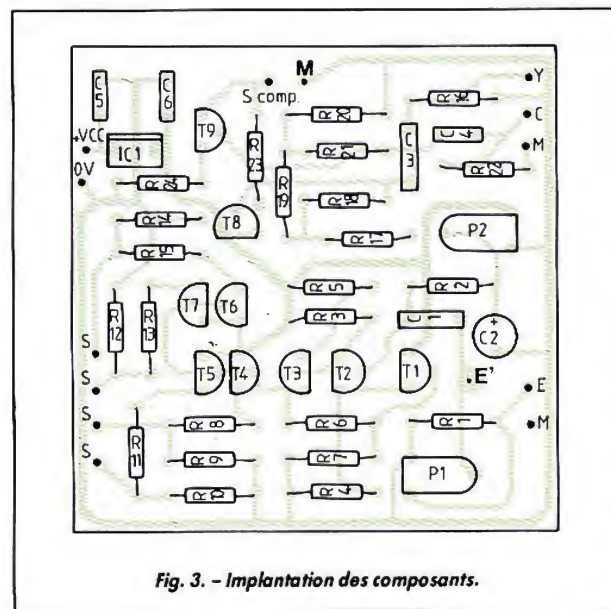 M
S comp.
C5
C6
R20
R16
Y
C
M
+VCC
0V
IC1
T9
R23
R21
C3
C4
R22
R24
R19
R18
R14
T8
R17
P2
R15
R5
R2
R12
R13
T7
T6
R3
C1
+
C2
S
S
S
S
T5
T4
T3
T2
T1
E'
E
M
R8
R6
R1
R11
R9
R7
P1
R10
R4
Fig. 3. – Implantation des composants.